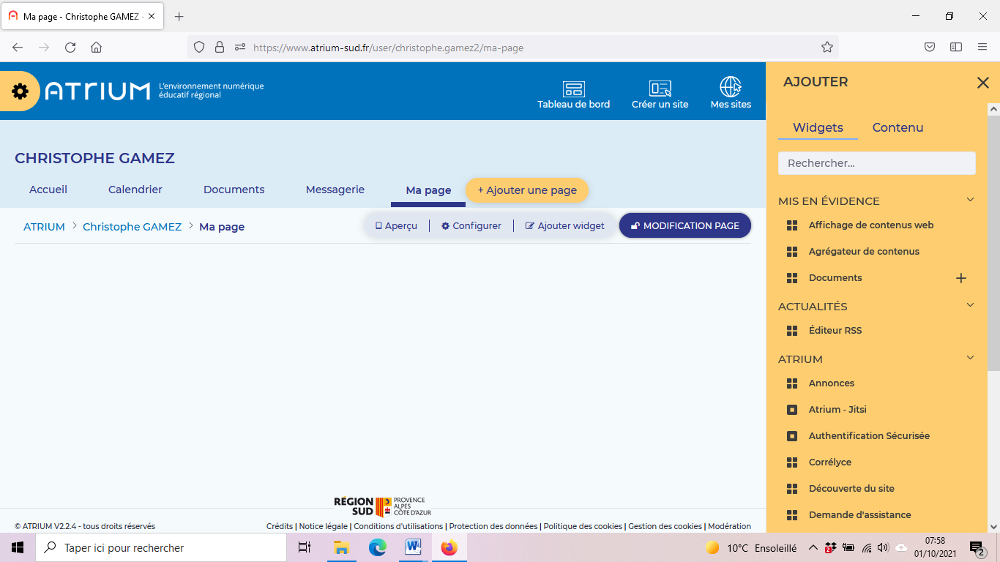 Ma page - Christophe GAMEZ -
https://www.atrium-sud.fr/user/christophe.gamez2/ma-page
ATRIUM
L'environnement numérique
éducatif régional
Tableau de bord
Créer un site
Mes sites
CHRISTOPHE GAMEZ
Accueil
Calendrier
Documents
Messagerie
Ma page
+ Ajouter une page
ATRIUM > Christophe GAMEZ > Ma page
Aperçu
Configurer
Ajouter widget
MODIFICATION PAGE
AJOUTER
Widgets
Contenu
Rechercher...
MIS EN ÉVIDENCE
Affichage de contenus web
Agrégateur de contenus
Documents
ACTUALITÉS
Éditeur RSS
ATRIUM
Annonces
Atrium - Jitsi
Authentification Sécurisée
Corrélyce
Découverte du site
Demande d'assistance
RÉGION
SUD
PROVENCE
ALPES
CÔTE D'AZUR
© ATRIUM V2.2.4 - tous droits réservés
Crédits | Notice légale | Conditions d'utilisations | Protection des données | Politique des cookies | Gestion des cookies | Modération
Taper ici pour rechercher
10°C Ensoleillé
2
07:58
01/10/2021
2